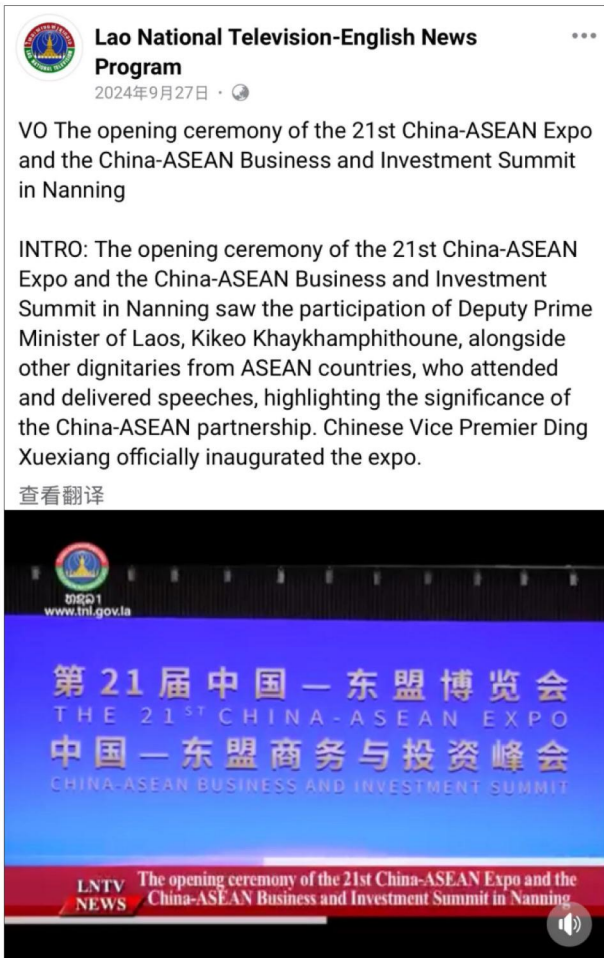 Lao National Television-English News
Program
2024年9月27日 ·
VO The opening ceremony of the 21st China-ASEAN Expo
and the China-ASEAN Business and Investment Summit
in Nanning
INTRO: The opening ceremony of the 21st China-ASEAN
Expo and the China-ASEAN Business and Investment
Summit in Nanning saw the participation of Deputy Prime
Minister of Laos, Kikeo Khaykhamphithoune, alongside
other dignitaries from ASEAN countries, who attended
and delivered speeches, highlighting the significance of
the China-ASEAN partnership. Chinese Vice Premier Ding
Xuexiang officially inaugurated the expo.
查看翻译
ທຊລ1
www.tnl.gov.la
第21届中国—东盟博览会
THE 21ST CHINA-ASEAN EXPO
中国—东盟商务与投资峰会
CHINA-ASEAN BUSINESS AND INVESTMENT SUMMIT
LNTV
NEWS
The opening ceremony of the 21st China-ASEAN Expo and the
China-ASEAN Business and Investment Summit in Nanning